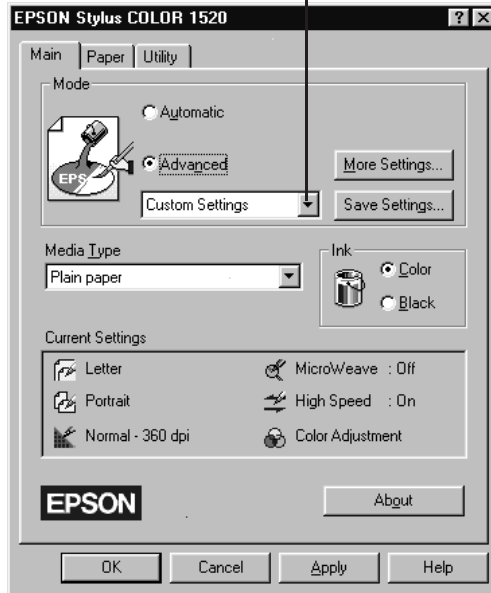 EPSON Stylus COLOR 1520
Main Paper Utility
Mode
Automatic
EPS
Advanced
More Settings...
Custom Settings
Save Settings...
Media Type
Ink
Plain paper
Color
Black
Current Settings
Letter MicroWeave : Off
Portrait High Speed : On
Normal - 360 dpi Color Adjustment
EPSON
About
OK Cancel Apply Help